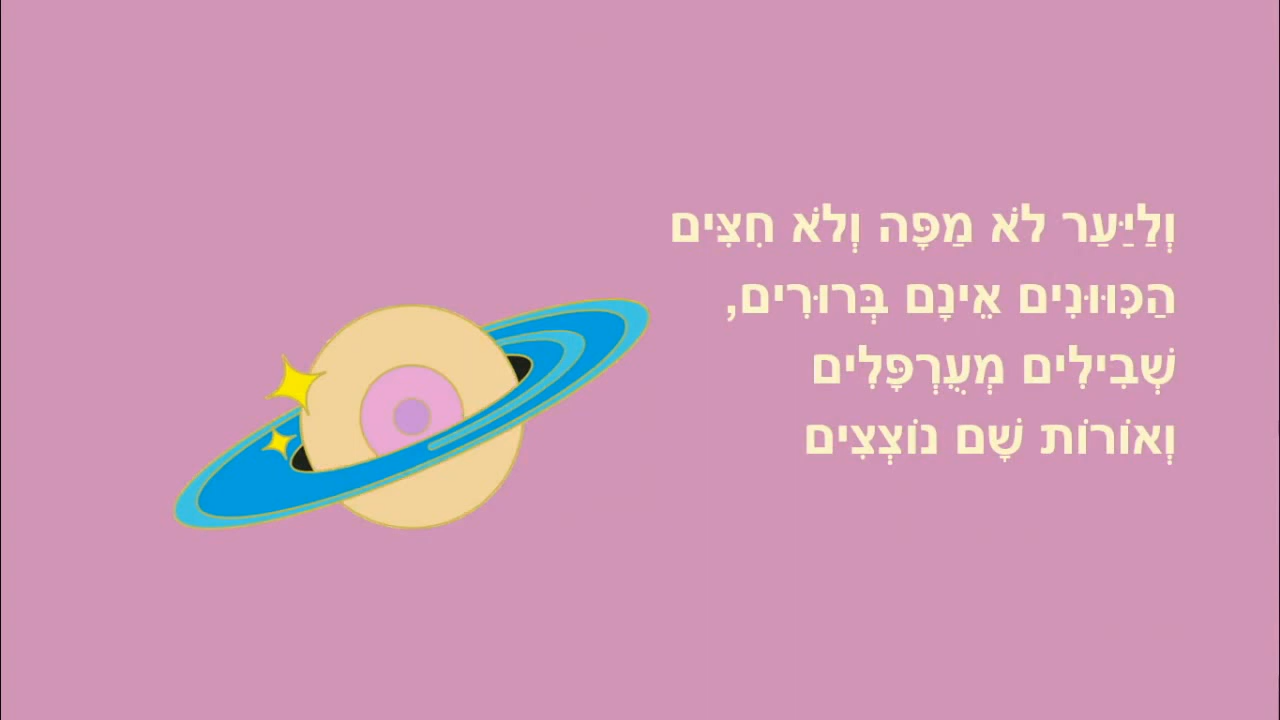 וְלַיַּעַר לֹא מַפָּה וְלֹא חִצִּים
הַכִּוּוּנִים אֵינָם בְּרוּרִים,
שְׁבִילִים מְעֻרְפָּלִים
וְאוֹרוֹת שָׁם נוֹצְצִים